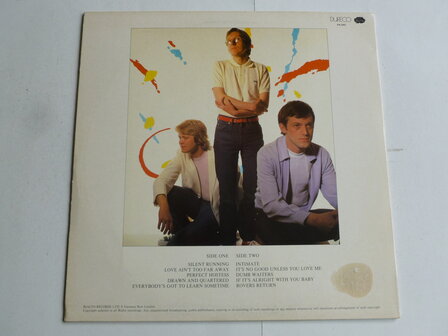 DURECO
SIDE ONE SIDE TWO
SILENT RUNNING INTIMATE
LOVE AIN'T TOO FAR AWAY IT'S NO GOOD UNLESS YOU LOVE ME
PERFECT HOSTESS DUMB WAITERS
DRAWN AND QUARTERED IF IT'S ALRIGHT WITH YOU BABY
EVERYBODY'S GOT TO LEARN SOMETIME ROVERS RETURN